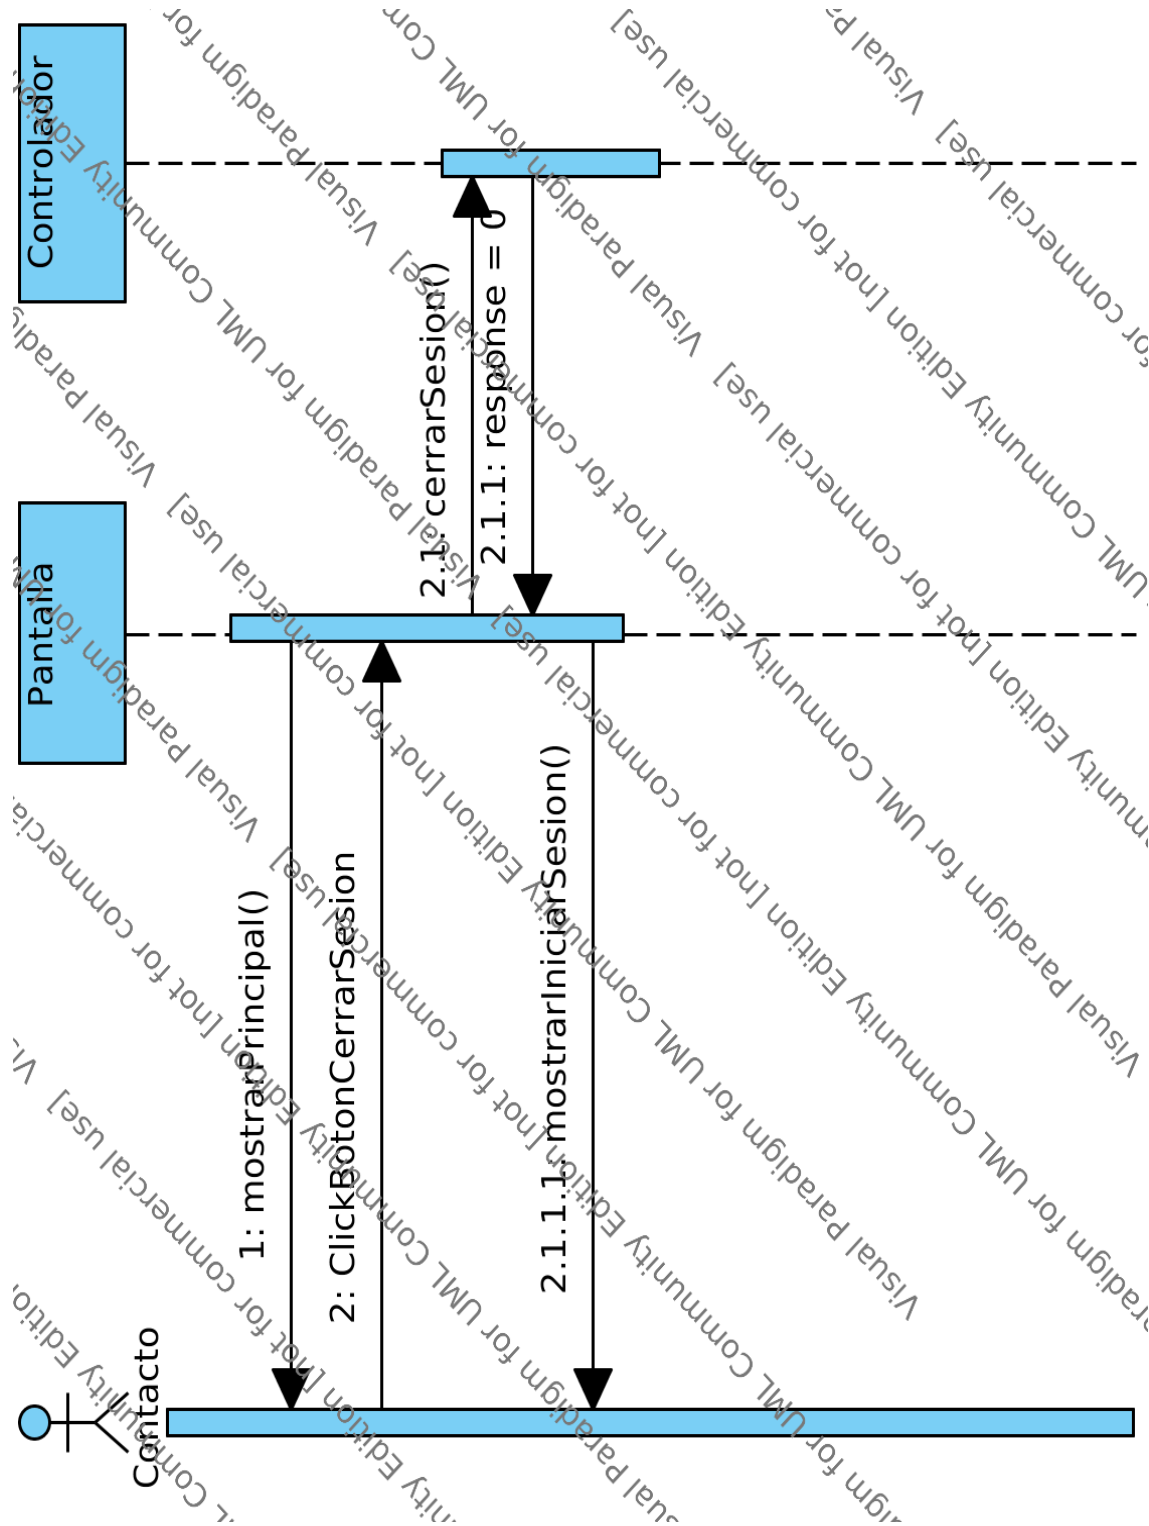 Contacto
Pantalla
Controlador
1: mostarPrincipal()
2: ClickBotonCerrarSesion
2.1: cerrarSesion()
2.1.1: response = 0
2.1.1.1: mostrarIniciarSesion()
Visual Paradigm for UML Community Edition [not for commercial use]